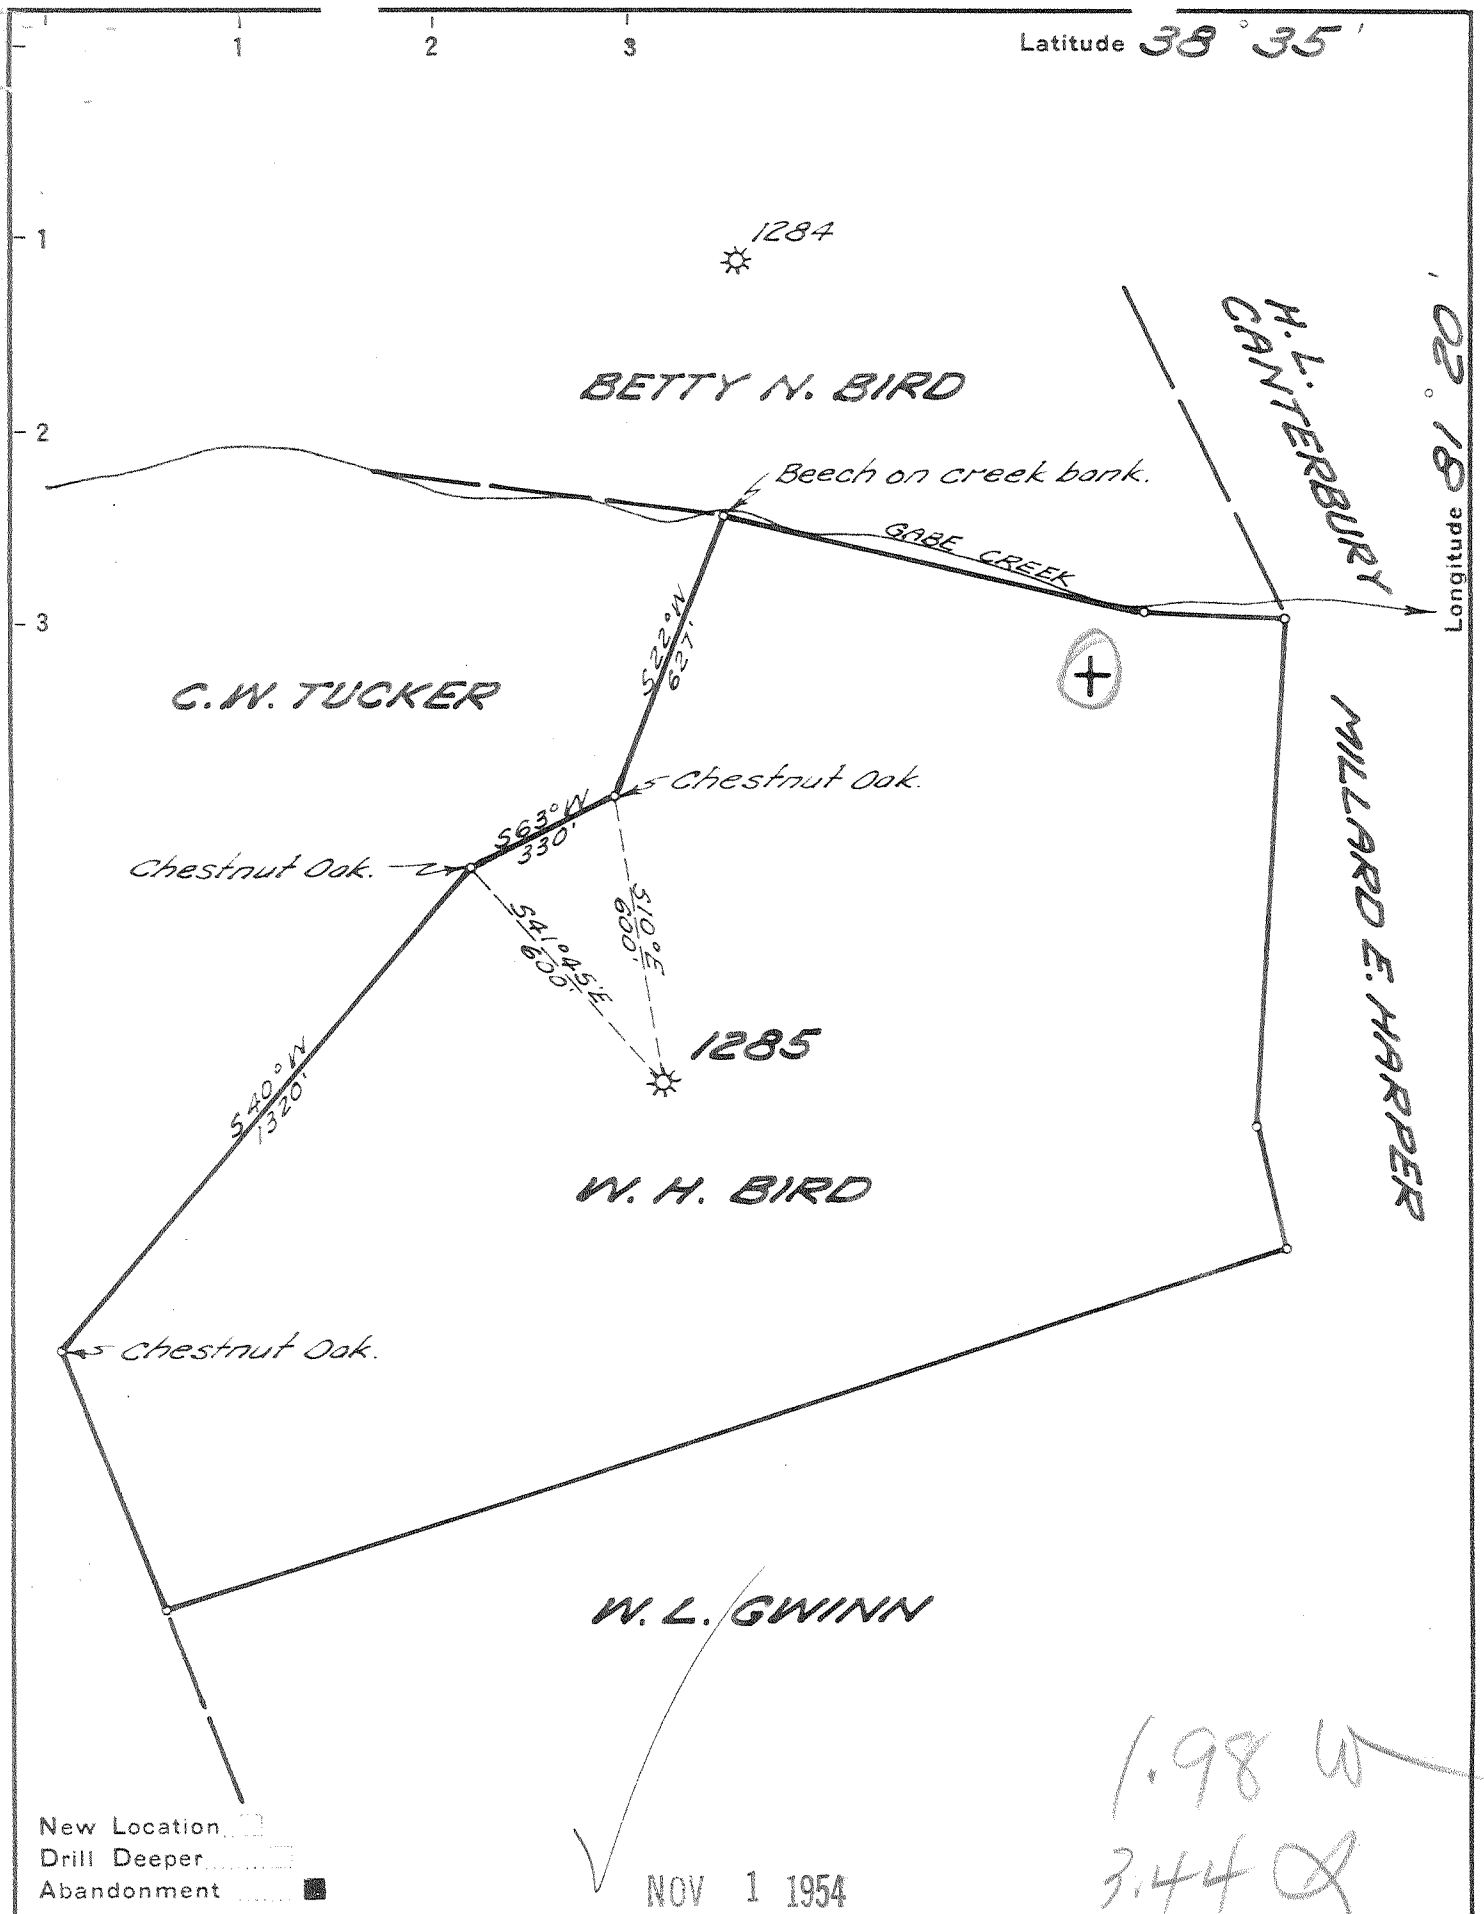 1 2 3 Latitude 38° 35'
1
1284
H. L. CANTERBURY
BETTY N. BIRD
2
Beech on creek bank.
GABE CREEK
Longitude 81° 20'
3
S22°W
627'
C.W. TUCKER
+
MILLARD E. HARPER
Chestnut Oak.
S63°W
330'
Chestnut Oak.
S10°E
600'
S41°45'E
600'
1285
S40°W
1320'
W. H. BIRD
Chestnut Oak.
W. L. GWINN
1.98 W
New Location
Drill Deeper
3.44
Abandonment
NOV 1 1954